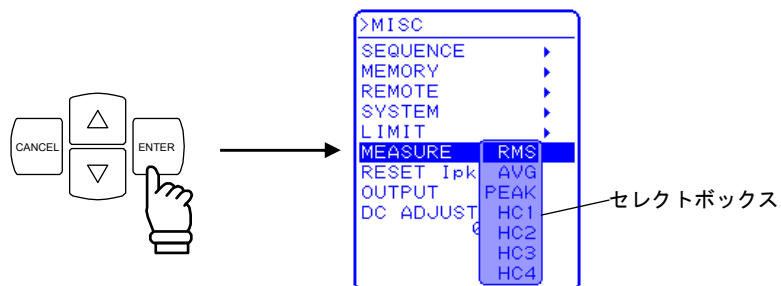 CANCEL
△
▽
ENTER
>MISC
SEQUENCE
MEMORY
REMOTE
SYSTEM
LIMIT
MEASURE RMS
RESET Ipk AVG
OUTPUT PEAK
DC ADJUST HC1
HC2
HC3
HC4
セレクトボックス